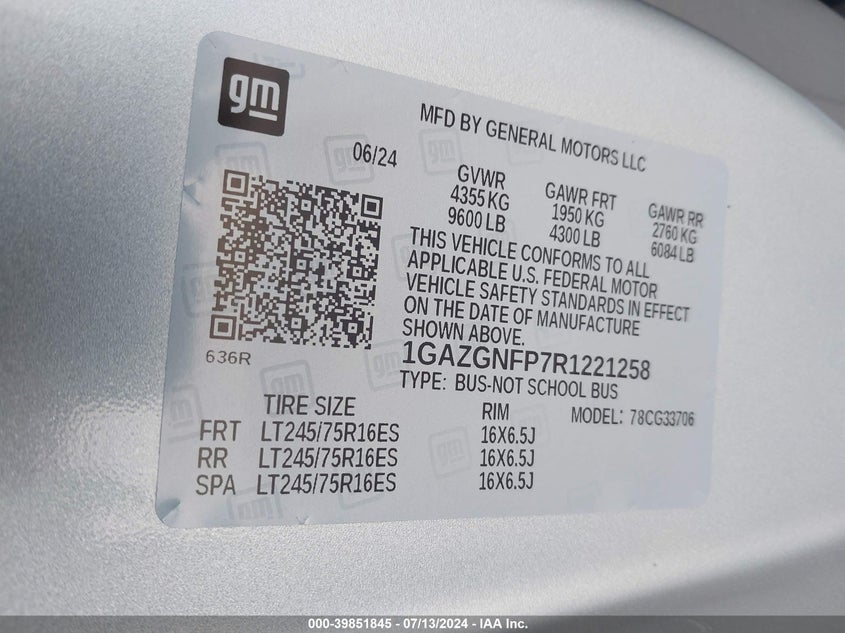 gm
MFD BY GENERAL MOTORS LLC
06/24
GVWR GAWR FRT GAWR RR
4355 KG 1950 KG 2760 KG
9600 LB 4300 LB 6084 LB
THIS VEHICLE CONFORMS TO ALL
APPLICABLE U.S. FEDERAL MOTOR
VEHICLE SAFETY STANDARDS IN EFFECT
ON THE DATE OF MANUFACTURE
SHOWN ABOVE.
636R
1GAZGNFP7R1221258
TYPE: BUS-NOT SCHOOL BUS
MODEL: 78CG33706
TIRE SIZE RIM
FRT LT245/75R16ES 16X6.5J
RR LT245/75R16ES 16X6.5J
SPA LT245/75R16ES 16X6.5J
000-39851845 / 07/13/2024 - IAA Inc.